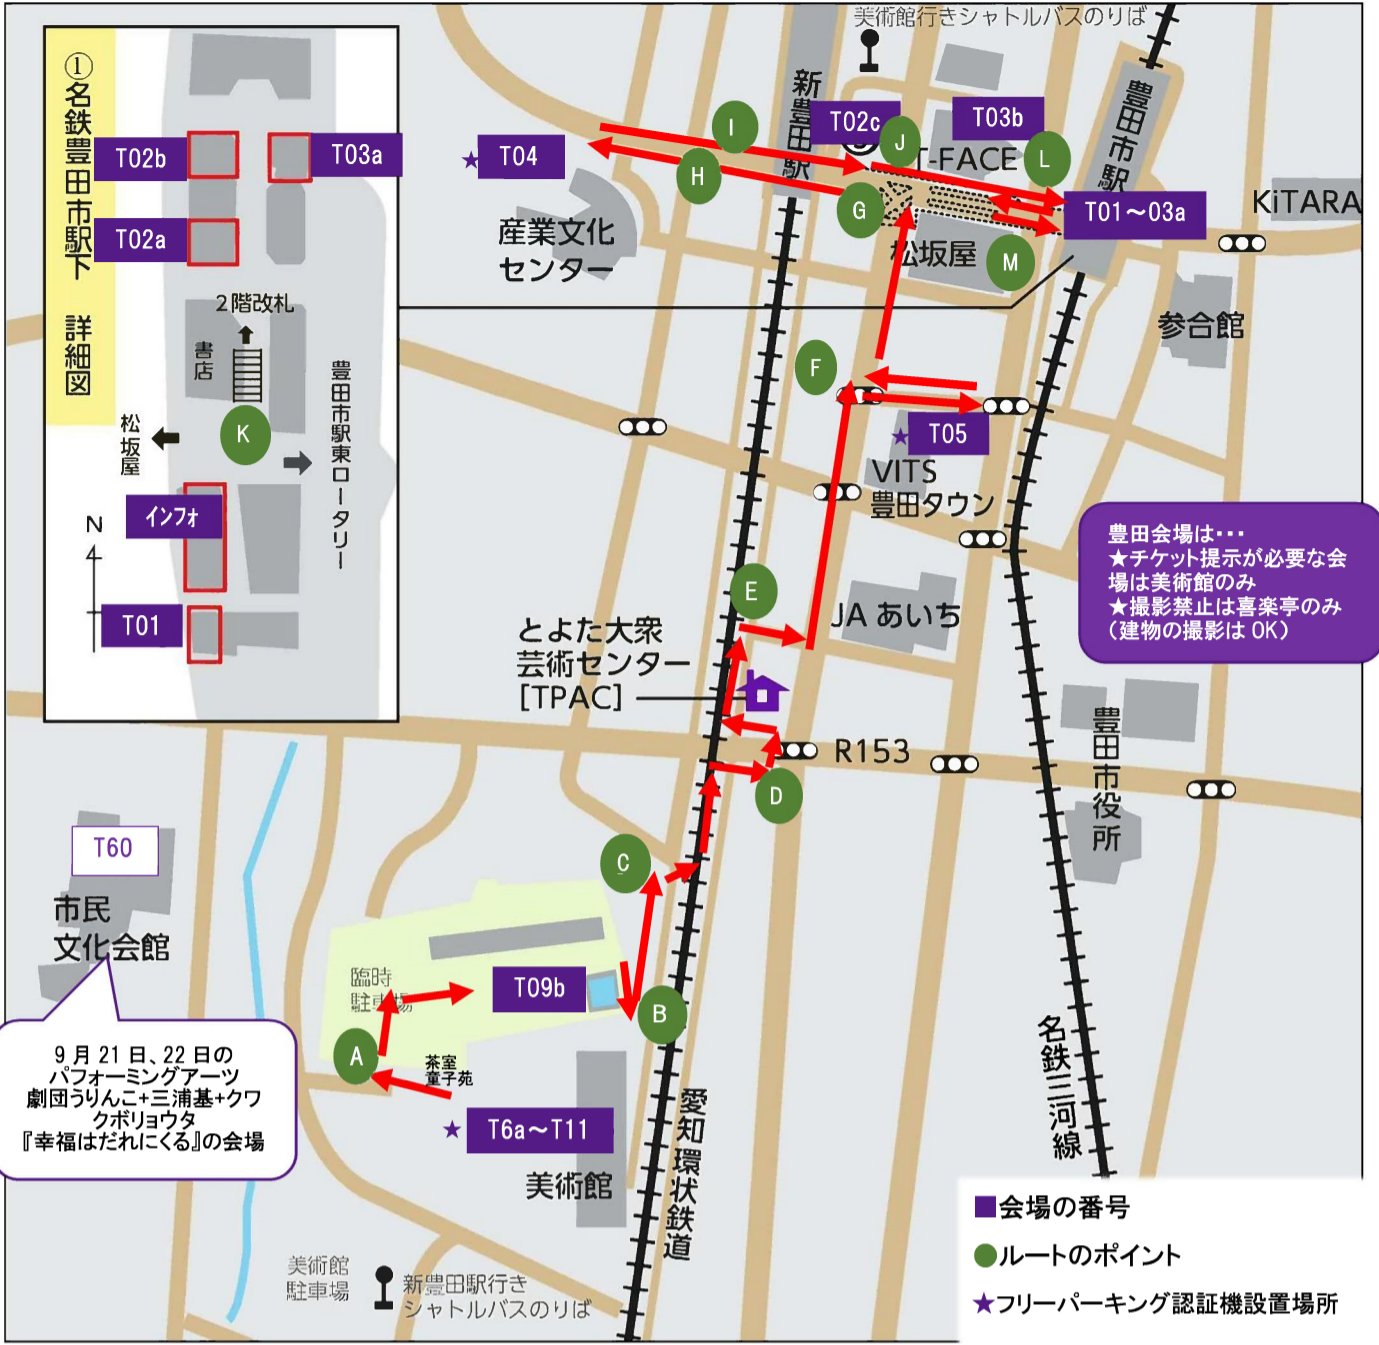 美術館行きシャトルバスのりば
①名鉄豊田市駅下 詳細図
T02b
T03a
T02a
2階改札
書店
松坂屋
K
豊田市駅東ロータリー
インフォ
N
T01
新豊田駅
豊田市駅
T02c
T03b
I
J
T-FACE
L
★T04
H
G
T01～03a
KiTARA
産業文化
センター
松坂屋
M
参合館
F
★T05
VITS
豊田タウン
豊田会場は・・・
★チケット提示が必要な会
場は美術館のみ
★撮影禁止は喜楽亭のみ
（建物の撮影は OK）
E
JA あいち
とよた大衆
芸術センター
[TPAC]
R153
D
豊田市役所
T60
市民
文化会館
C
臨時
駐車場
T09b
B
A
茶室
童子苑
★T6a～T11
美術館
愛知環状鉄道
名鉄三河線
9 月 21 日、22 日の
パフォーミングアーツ
劇団うりんこ+三浦基+クワ
クボリョウタ
『幸福はだれにくる』の会場
美術館
駐車場
新豊田駅行き
シャトルバスのりば
■会場の番号
●ルートのポイント
★フリーパーキング認証機設置場所